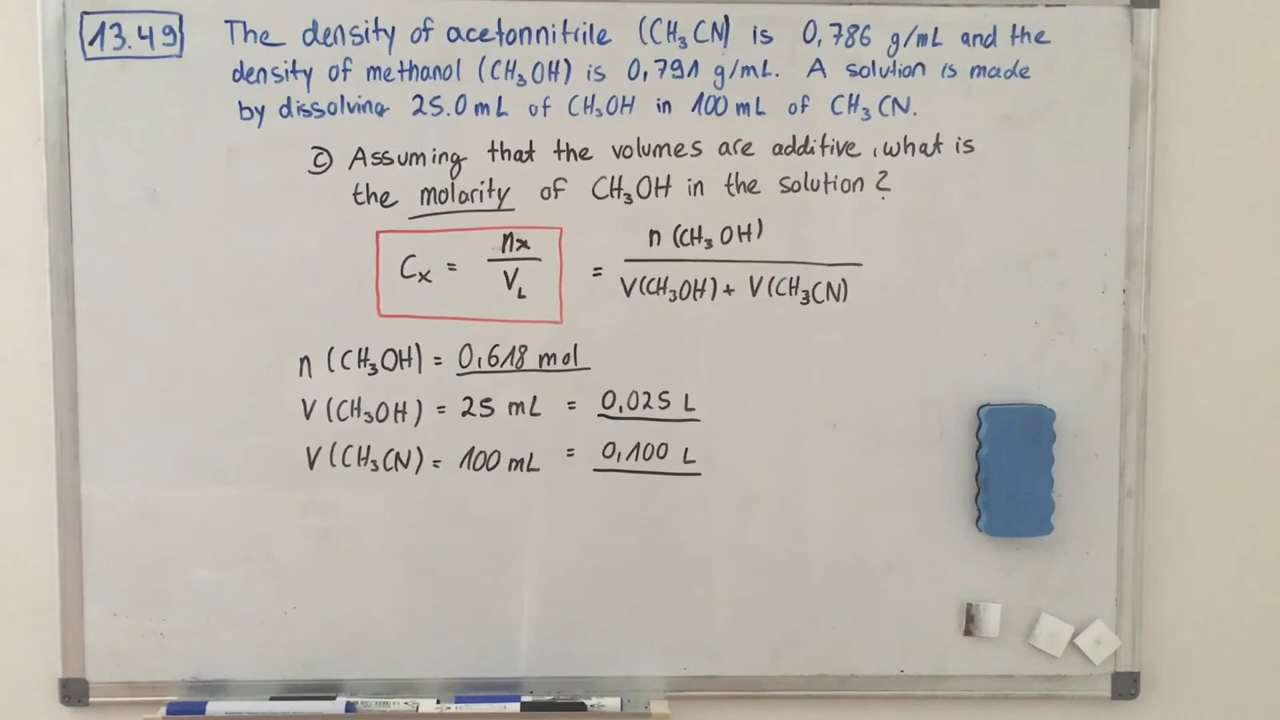 13.49 The density of acetonnitrile (CH₃CN) is 0,786 g/mL and the
density of methanol (CH₃OH) is 0,791 g/mL. A solution is made
by dissolving 25.0 mL of CH₃OH in 100 mL of CH₃CN.
c) Assuming that the volumes are additive, what is
the molarity of CH₃OH in the solution?
Cx = nx / VL = n (CH₃OH) / V(CH₃OH) + V(CH₃CN)
n (CH₃OH) = 0,618 mol
V (CH₃OH) = 25 mL = 0,025 L
V (CH₃CN) = 100 mL = 0,100 L